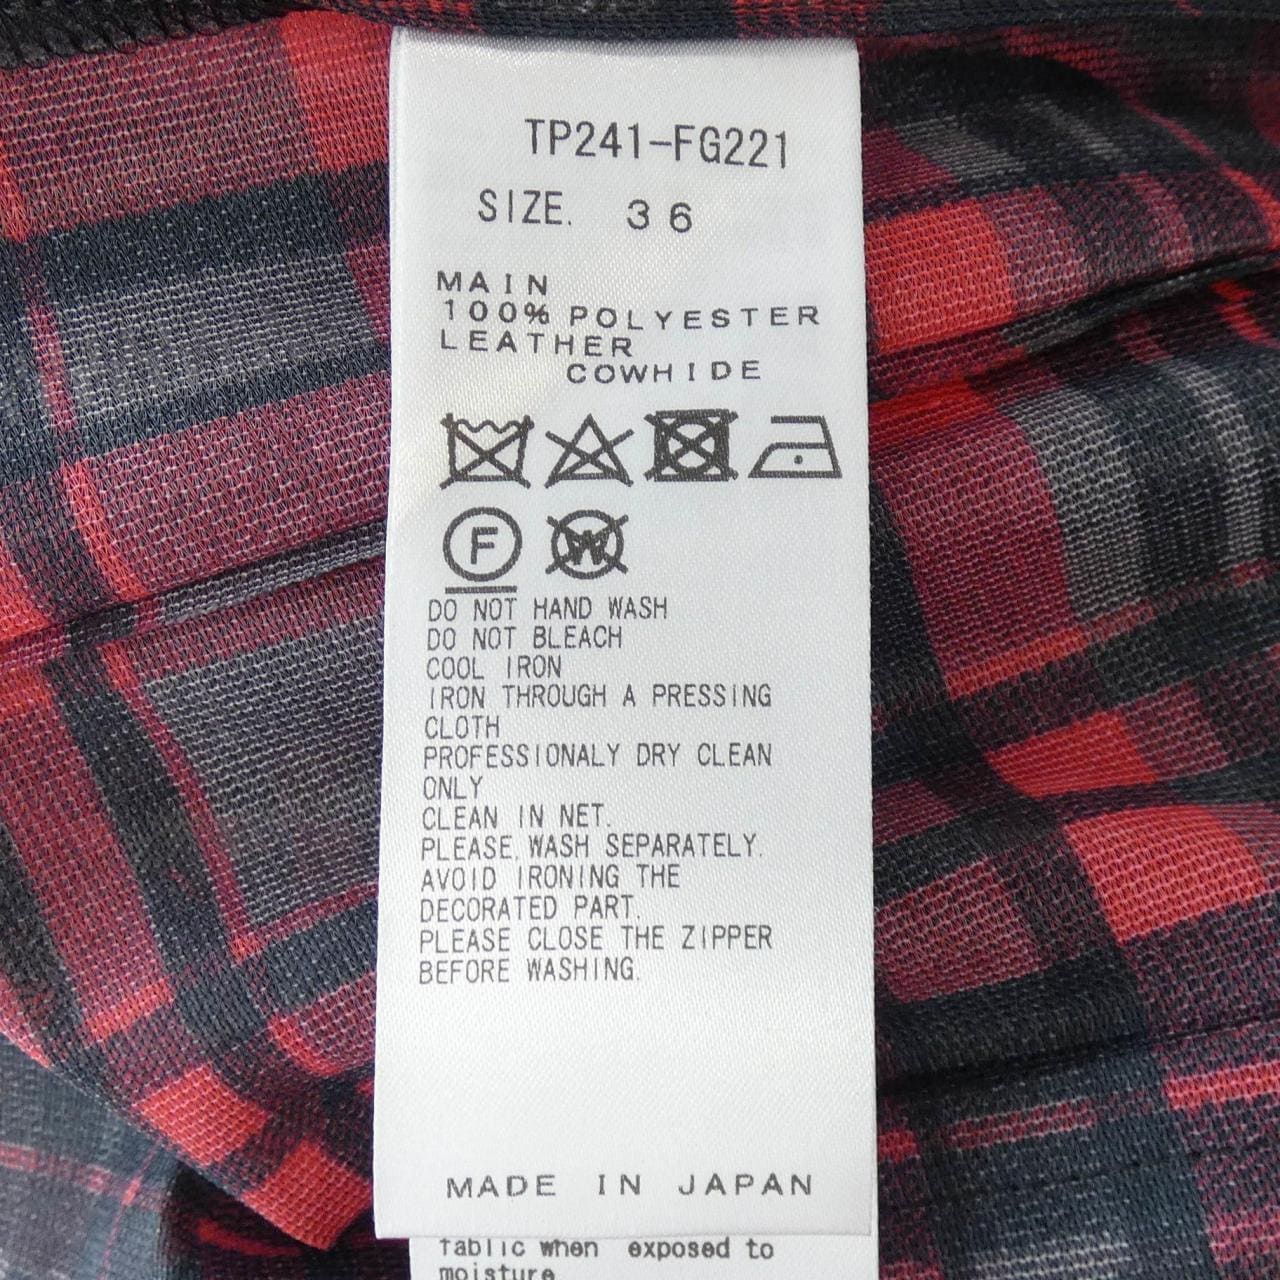 TP241-FG221
SIZE. 36
MAIN
100% POLYESTER
LEATHER
COWHIDE
F W
DO NOT HAND WASH
DO NOT BLEACH
COOL IRON
IRON THROUGH A PRESSING
CLOTH
PROFESSIONALY DRY CLEAN
ONLY
CLEAN IN NET.
PLEASE WASH SEPARATELY.
AVOID IRONING THE
DECORATED PART.
PLEASE CLOSE THE ZIPPER
BEFORE WASHING.
MADE IN JAPAN
fablic when exposed to
moisture